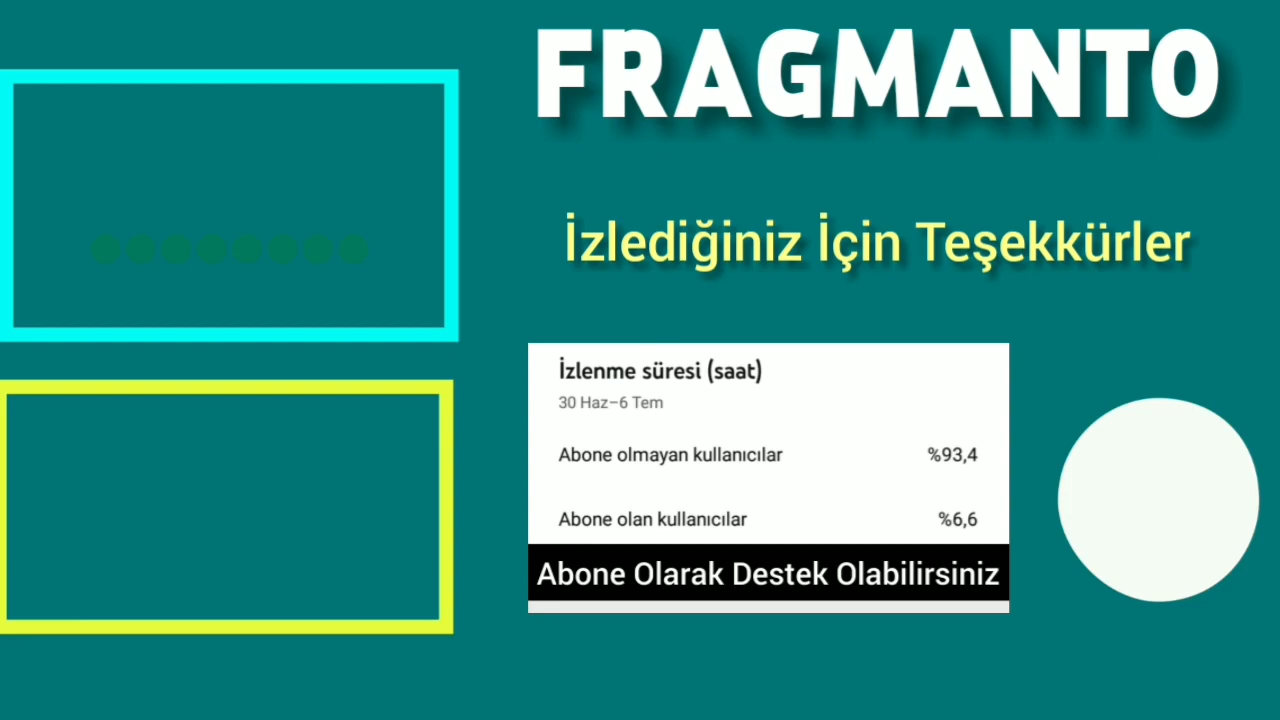 FRAGMANTO
İzlediğiniz İçin Teşekkürler
İzlenme süresi (saat)
30 Haz–6 Tem
Abone olmayan kullanıcılar %93,4
Abone olan kullanıcılar %6,6
Abone Olarak Destek Olabilirsiniz